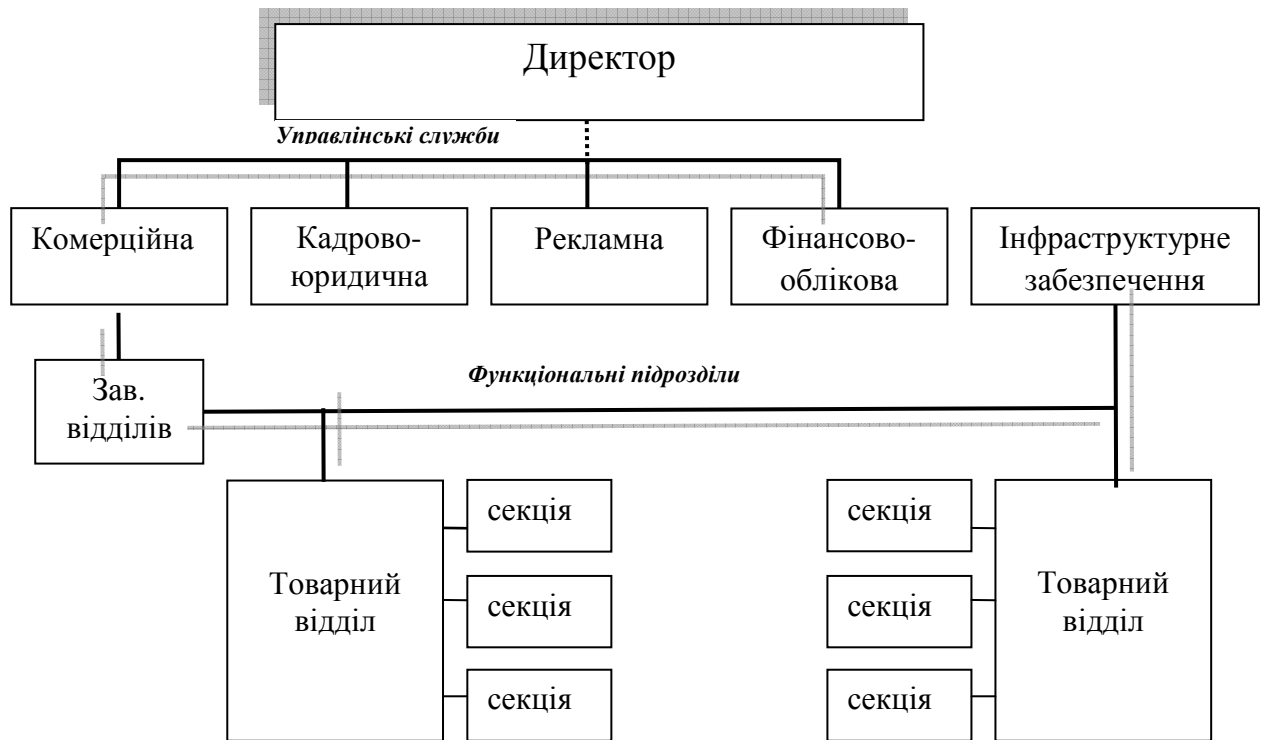 Директор
Управлінські служби
Комерційна
Кадрово-
юридична
Рекламна
Фінансово-
облікова
Інфраструктурне
забезпечення
Зав.
відділів
Функціональні підрозділи
Товарний
відділ
секція
секція
секція
секція
секція
секція
Товарний
відділ